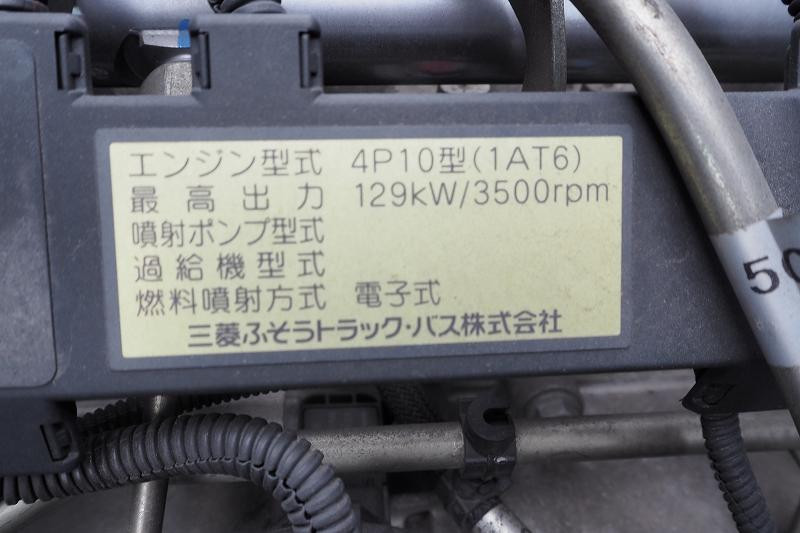 エンジン型式 4P10型(1AT6)
最高出力 129kW/3500rpm
噴射ポンプ型式
過給機型式
燃料噴射方式 電子式
三菱ふそうトラック・バス株式会社
50